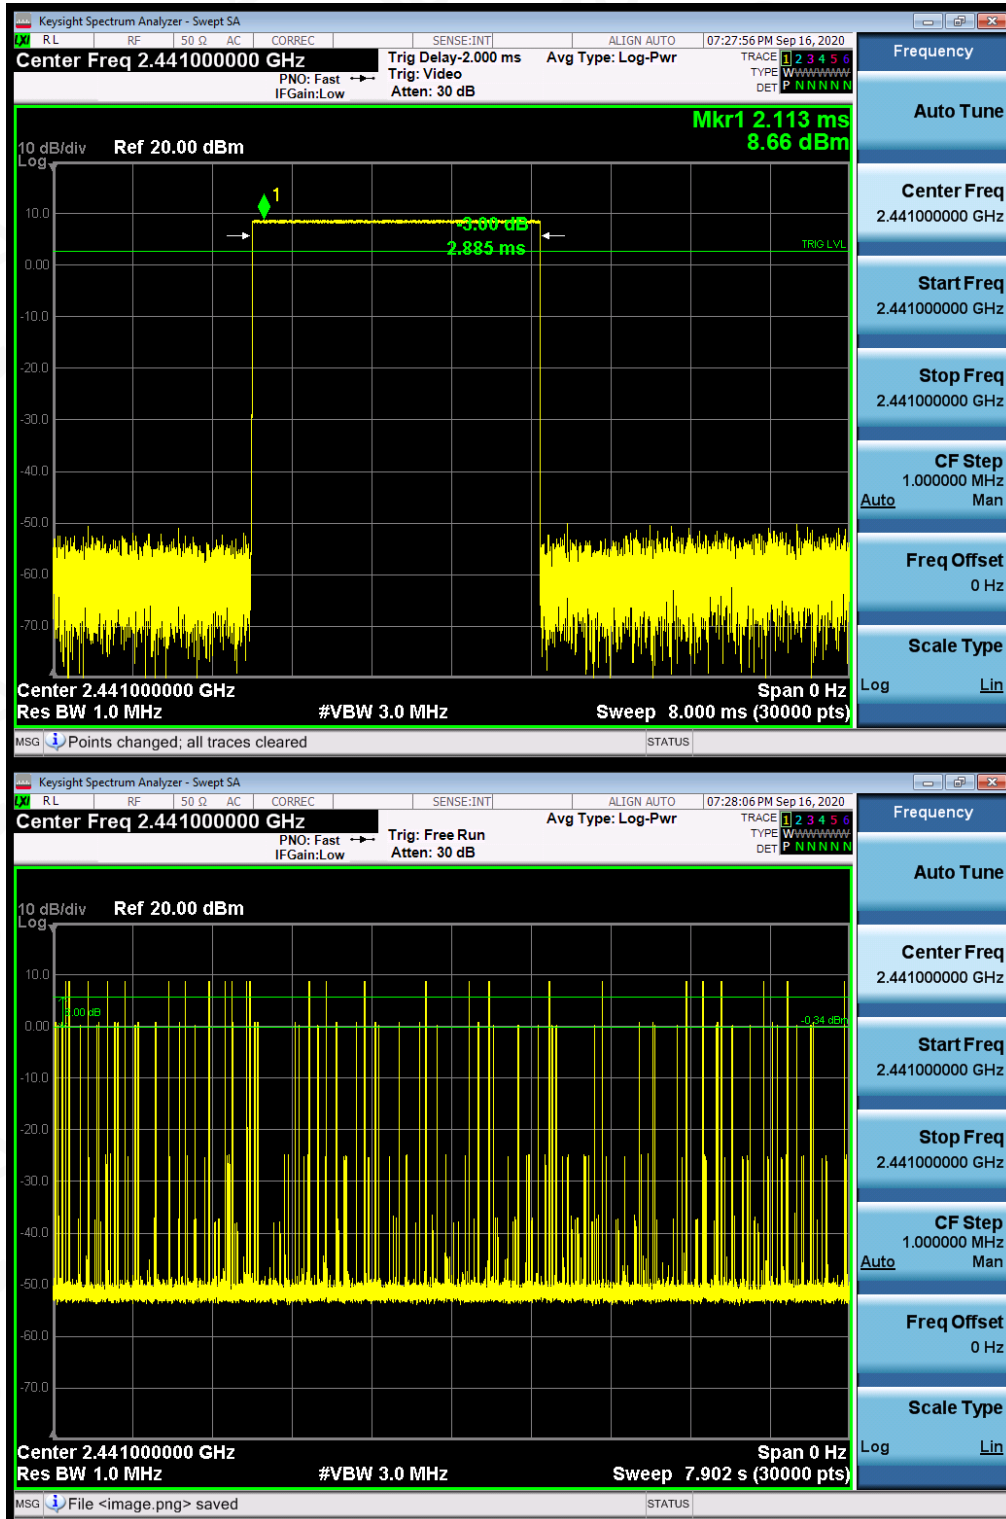 Keysight Spectrum Analyzer - Swept SA
LXI RL RF 50 Ω AC CORREC SENSE:INT ALIGN AUTO 07:27:56 PM Sep 16, 2020
Center Freq 2.441000000 GHz
PNO: Fast
IFGain:Low
Trig Delay-2.000 ms
Trig: Video
Atten: 30 dB
Avg Type: Log-Pwr
TRACE 1 2 3 4 5 6
TYPE WWWWWW
DET P N N N N N
Mkr1 2.113 ms
8.66 dBm
10 dB/div Ref 20.00 dBm
Log
1
10.0
-3.00 dB
2.885 ms
TRIG LVL
0.00
-10.0
-20.0
-30.0
-40.0
-50.0
-60.0
-70.0
Center 2.441000000 GHz Span 0 Hz
Res BW 1.0 MHz #VBW 3.0 MHz Sweep 8.000 ms (30000 pts)
MSG Points changed; all traces cleared STATUS
Frequency
Auto Tune
Center Freq
2.441000000 GHz
Start Freq
2.441000000 GHz
Stop Freq
2.441000000 GHz
CF Step
1.000000 MHz
Auto Man
Freq Offset
0 Hz
Scale Type
Log Lin
Keysight Spectrum Analyzer - Swept SA
LXI RL RF 50 Ω AC CORREC SENSE:INT ALIGN AUTO 07:28:06 PM Sep 16, 2020
Center Freq 2.441000000 GHz
PNO: Fast
IFGain:Low
Trig: Free Run
Atten: 30 dB
Avg Type: Log-Pwr
TRACE 1 2 3 4 5 6
TYPE WWWWWW
DET P N N N N N
10 dB/div Ref 20.00 dBm
Log
10.0
0.00
-0.34 dBm
-10.0
-20.0
-30.0
-40.0
-50.0
-60.0
-70.0
Center 2.441000000 GHz Span 0 Hz
Res BW 1.0 MHz #VBW 3.0 MHz Sweep 7.902 s (30000 pts)
MSG File <image.png> saved STATUS
Frequency
Auto Tune
Center Freq
2.441000000 GHz
Start Freq
2.441000000 GHz
Stop Freq
2.441000000 GHz
CF Step
1.000000 MHz
Auto Man
Freq Offset
0 Hz
Scale Type
Log Lin